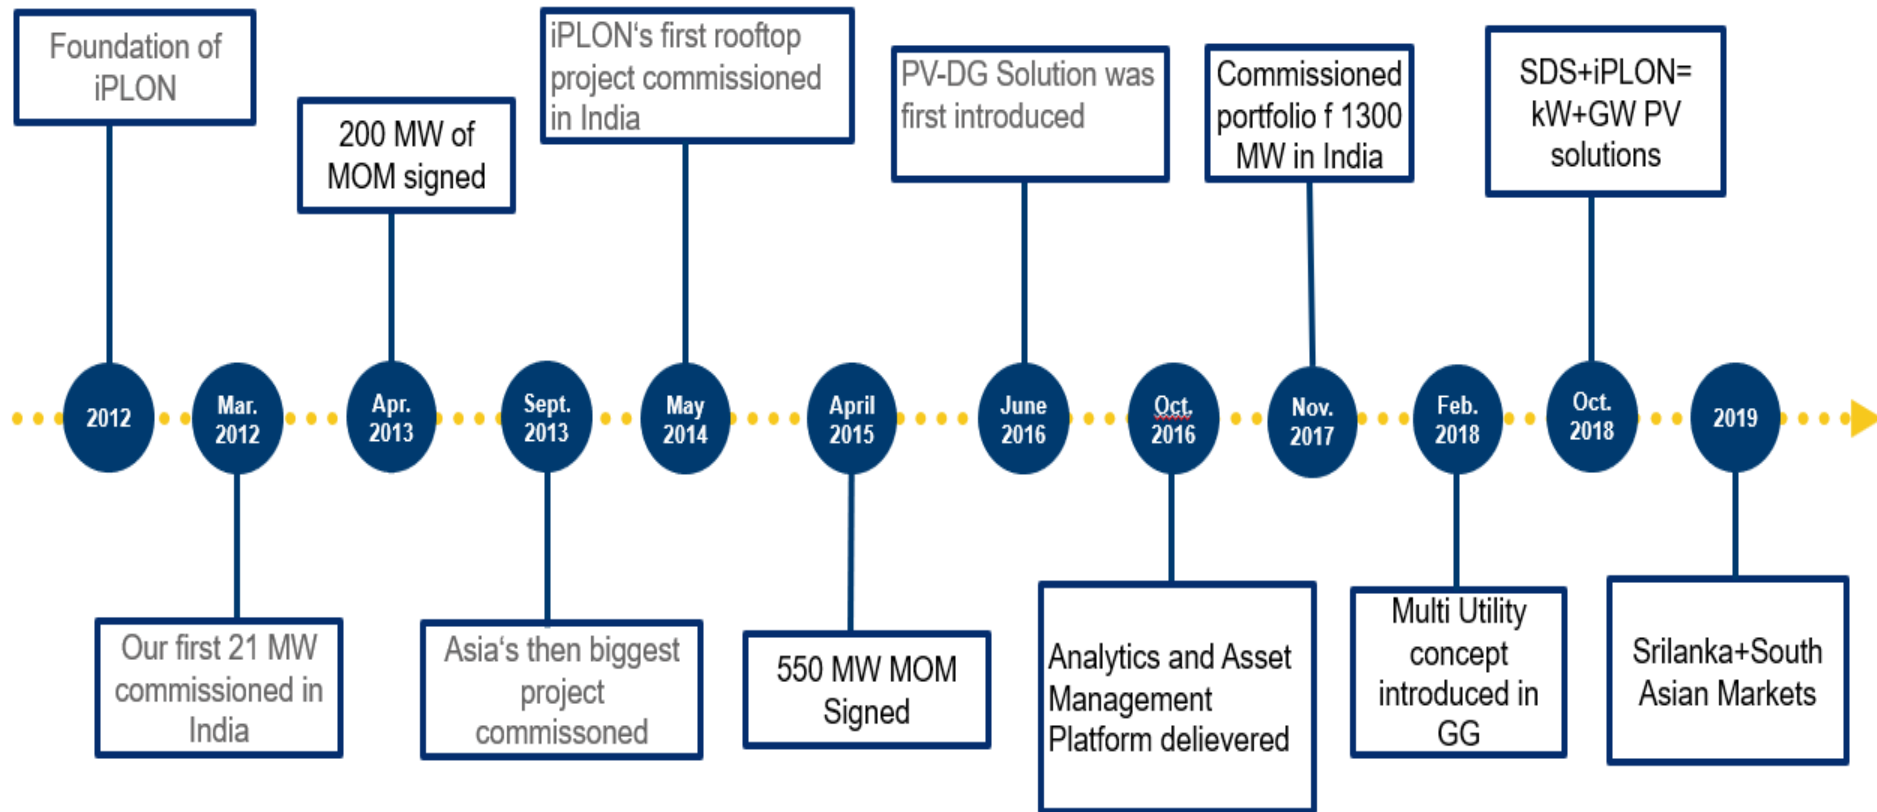 Foundation of
iPLON
200 MW of
MOM signed
iPLON‘s first rooftop
project commissioned
in India
PV-DG Solution was
first introduced
Commissioned
portfolio f 1300
MW in India
SDS+iPLON=
kW+GW PV
solutions
2012
Mar.
2012
Apr.
2013
Sept.
2013
May
2014
April
2015
June
2016
Oct.
2016
Nov.
2017
Feb.
2018
Oct.
2018
2019
Our first 21 MW
commissioned in
India
Asia‘s then biggest
project
commissoned
550 MW MOM
Signed
Analytics and Asset
Management
Platform delievered
Multi Utility
concept
introduced in
GG
Srilanka+South
Asian Markets